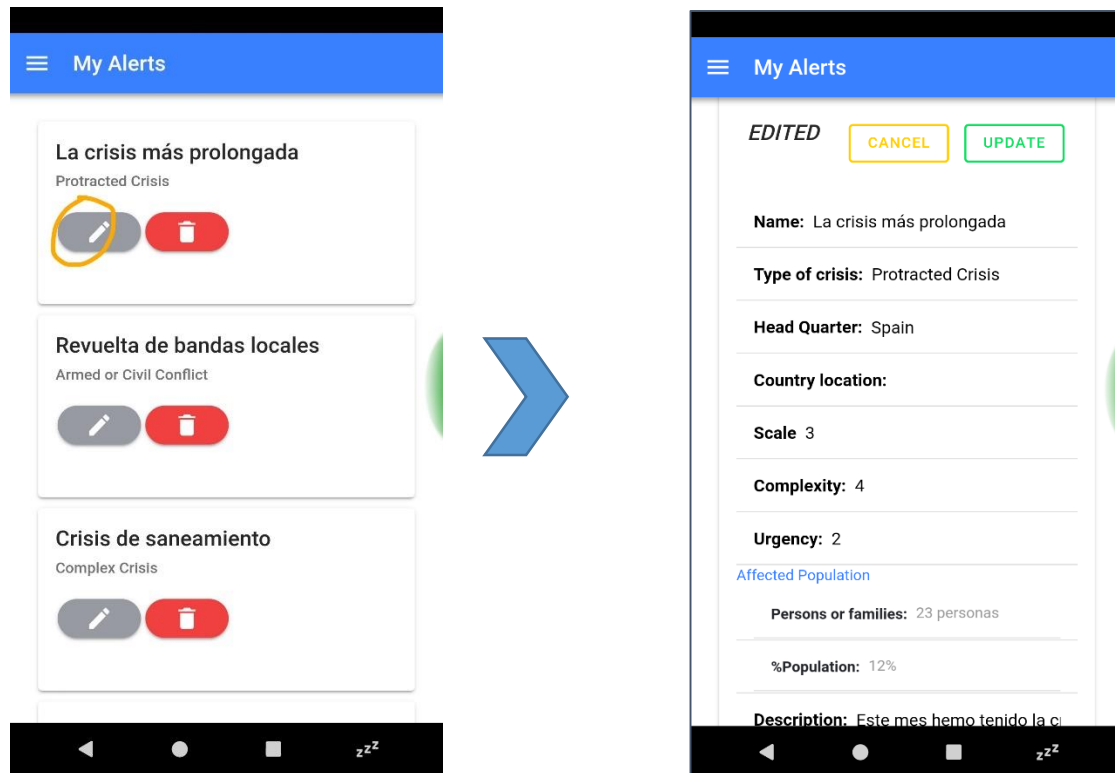 My Alerts
La crisis más prolongada
Protracted Crisis
Revuelta de bandas locales
Armed or Civil Conflict
Crisis de saneamiento
Complex Crisis
zzz
My Alerts
EDITED CANCEL UPDATE
Name: La crisis más prolongada
Type of crisis: Protracted Crisis
Head Quarter: Spain
Country location:
Scale 3
Complexity: 4
Urgency: 2
Affected Population
Persons or families: 23 personas
%Population: 12%
Description: Este mes hemo tenido la
zzz